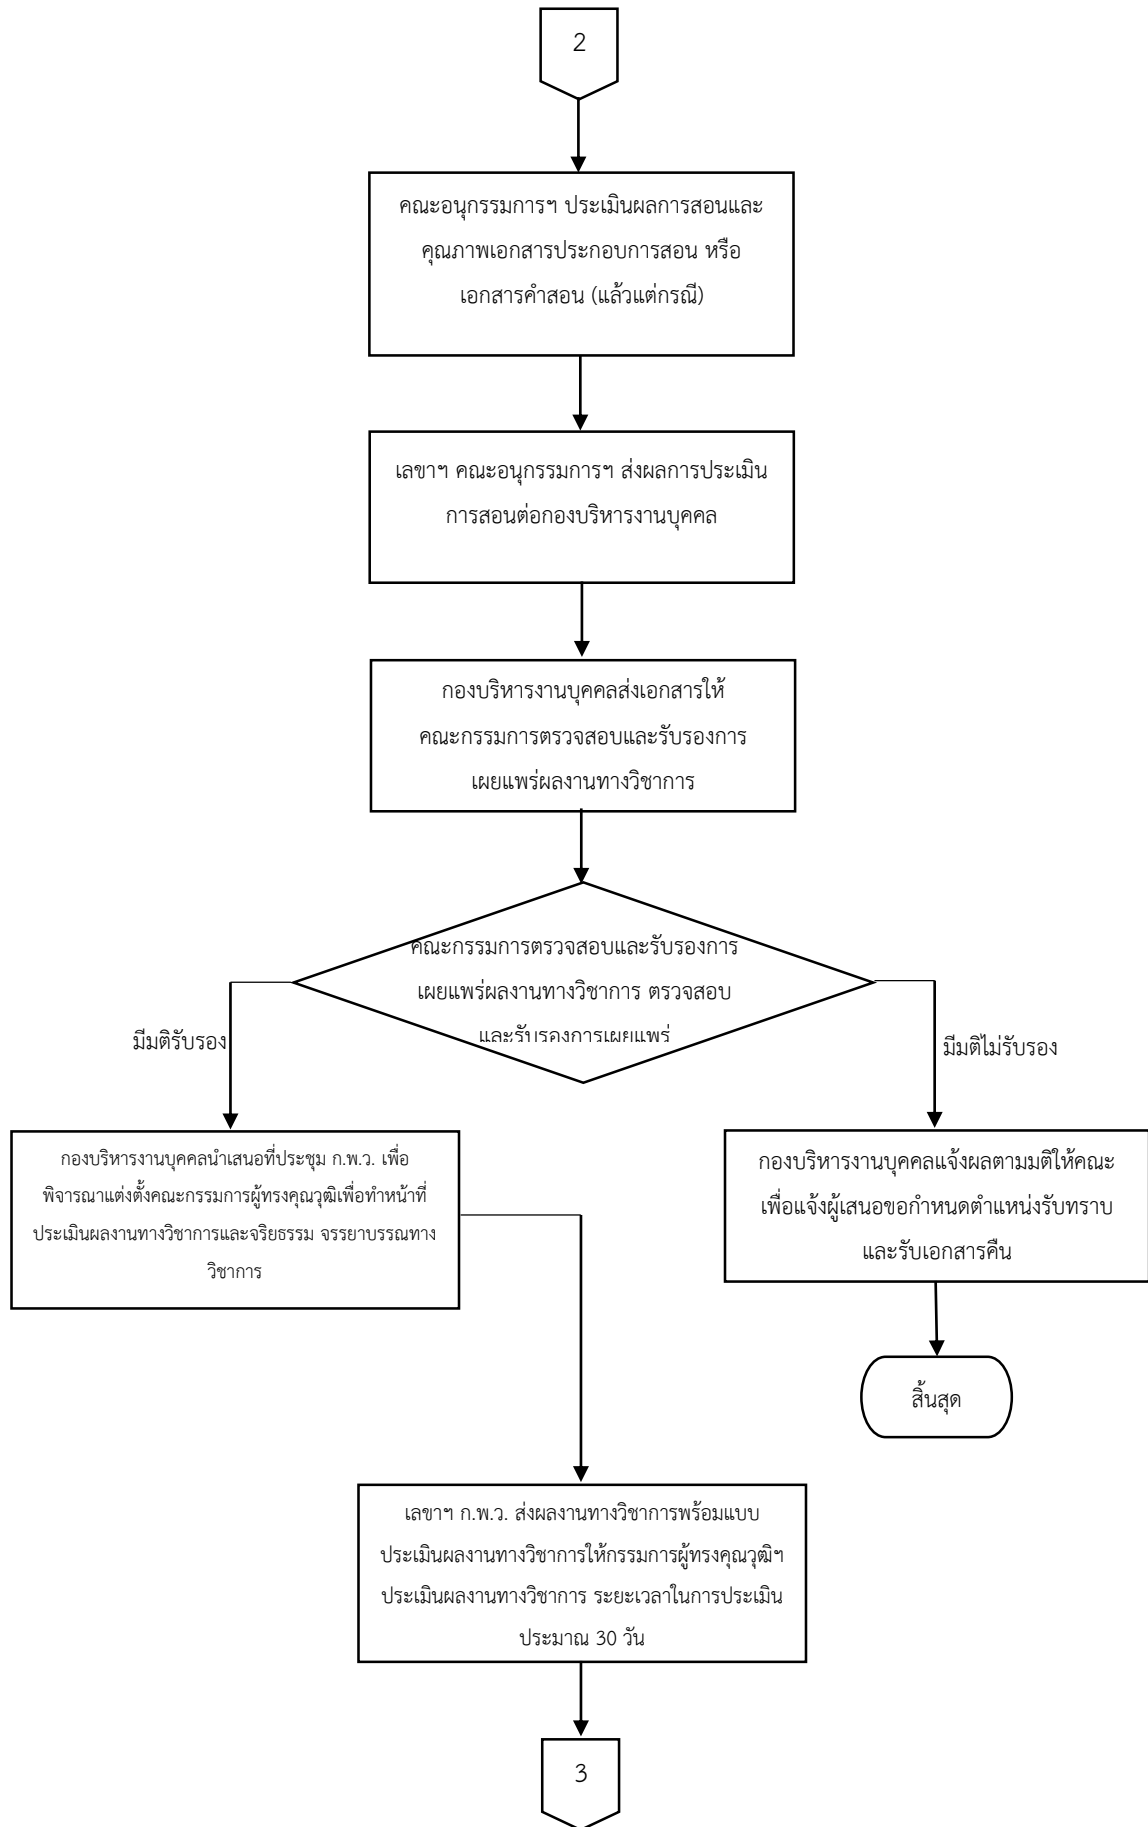 2
คณะอนุกรรมการฯ ประเมินผลการสอนและ
คุณภาพเอกสารประกอบการสอน หรือ
เอกสารคำสอน (แล้วแต่กรณี)
เลขาฯ คณะอนุกรรมการฯ ส่งผลการประเมิน
การสอนต่อกองบริหารงานบุคคล
กองบริหารงานบุคคลส่งเอกสารให้
คณะกรรมการตรวจสอบและรับรองการ
เผยแพร่ผลงานทางวิชาการ
คณะกรรมการตรวจสอบและรับรองการ
เผยแพร่ผลงานทางวิชาการ ตรวจสอบ
และรับรองการเผยแพร่
มีมติรับรอง
มีมติไม่รับรอง
กองบริหารงานบุคคลนำเสนอที่ประชุม ก.พ.ว. เพื่อ
พิจารณาแต่งตั้งคณะกรรมการผู้ทรงคุณวุฒิเพื่อทำหน้าที่
ประเมินผลงานทางวิชาการและจริยธรรม จรรยาบรรณทาง
วิชาการ
กองบริหารงานบุคคลแจ้งผลตามมติให้คณะ
เพื่อแจ้งผู้เสนอขอกำหนดตำแหน่งรับทราบ
และรับเอกสารคืน
สิ้นสุด
เลขาฯ ก.พ.ว. ส่งผลงานทางวิชาการพร้อมแบบ
ประเมินผลงานทางวิชาการให้กรรมการผู้ทรงคุณวุฒิฯ
ประเมินผลงานทางวิชาการ ระยะเวลาในการประเมิน
ประมาณ 30 วัน
3